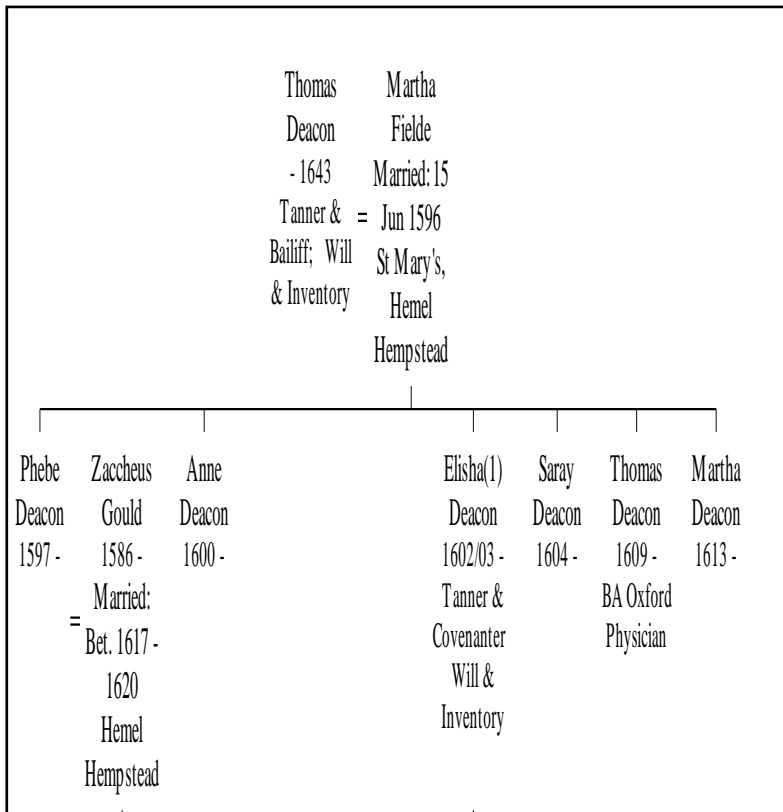 Thomas
Deacon
- 1643
Tanner &
Bailiff;   Will
& Inventory
=
Martha
Fielde
Married: 15
Jun 1596
St Mary's,
Hemel
Hempstead
Phebe
Deacon
1597 -
=
Zaccheus
Gould
1586 -
Married:
Bet. 1617 -
1620
Hemel
Hempstead
Anne
Deacon
1600 -
Elisha(1)
Deacon
1602/03 -
Tanner &
Covenanter
Will &
Inventory
Saray
Deacon
1604 -
Thomas
Deacon
1609 -
BA Oxford
Physician
Martha
Deacon
1613 -